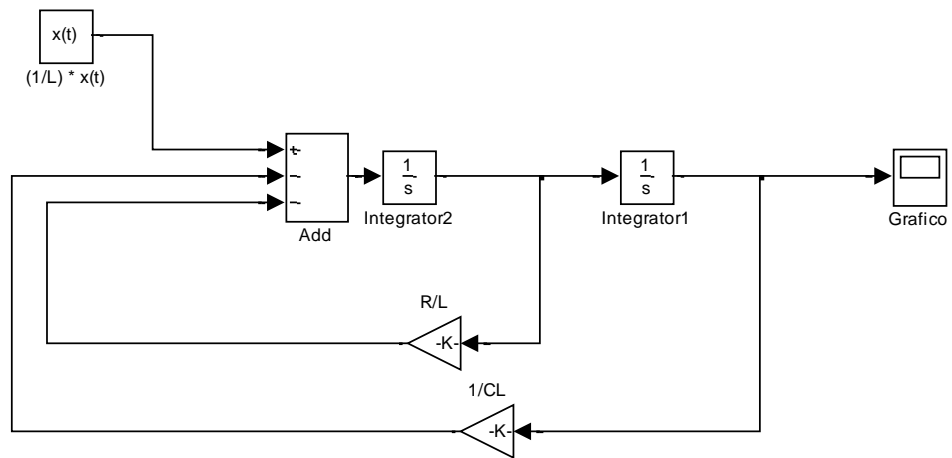 x(t)
(1/L) * x(t)
+
−
−
Add
1
s
Integrator2
1
s
Integrator1
Grafico
R/L
-K-
1/CL
-K-